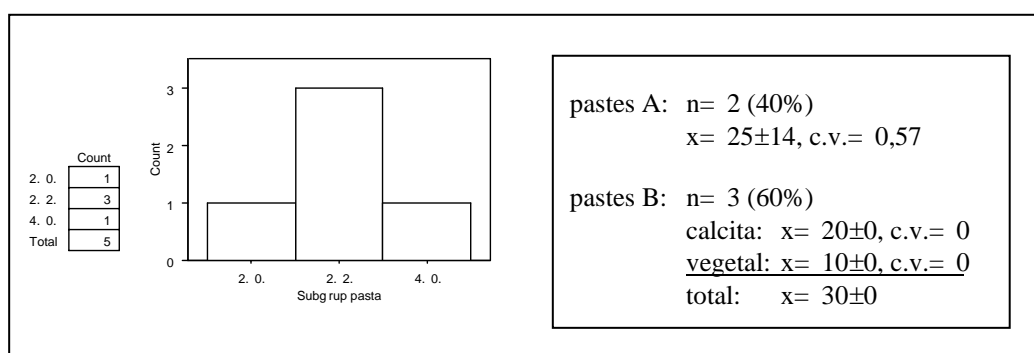 Count
2. 0. 1
2. 2. 3
4. 0. 1
Total 5
Count
3
2
1
0
2. 0. 2. 2. 4. 0.
Subg rup pasta
pastes A: n= 2 (40%)
x= 25±14, c.v.= 0,57
pastes B: n= 3 (60%)
calcita: x= 20±0, c.v.= 0
vegetal: x= 10±0, c.v.= 0
total: x= 30±0